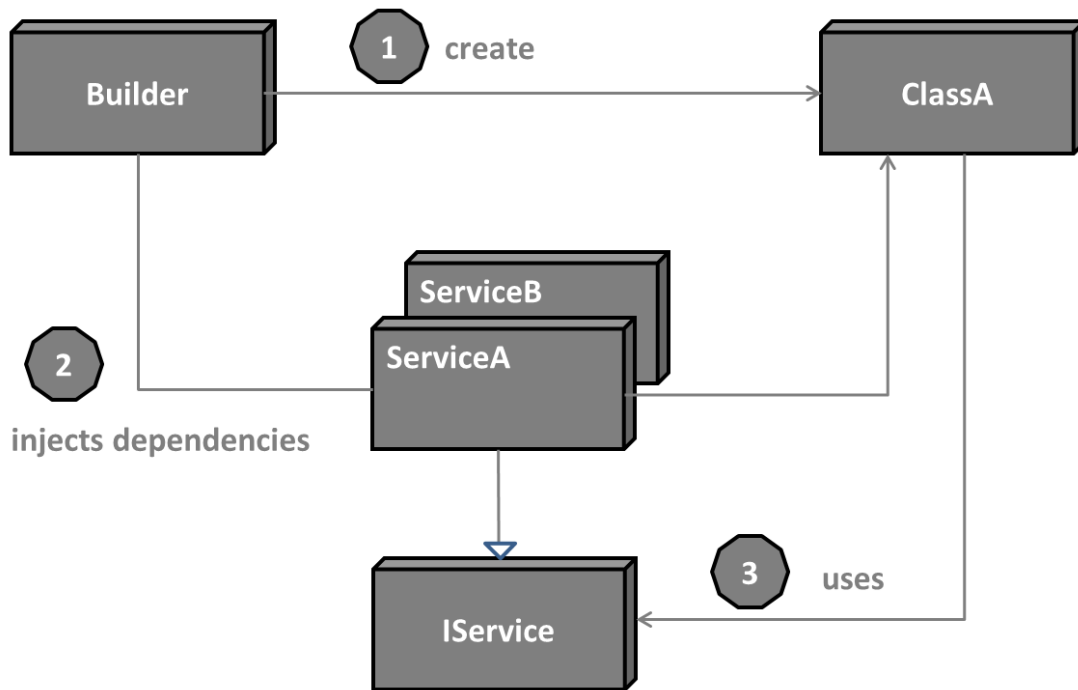 1
create
Builder
ClassA
ServiceB
ServiceA
2
injects dependencies
3
uses
IService